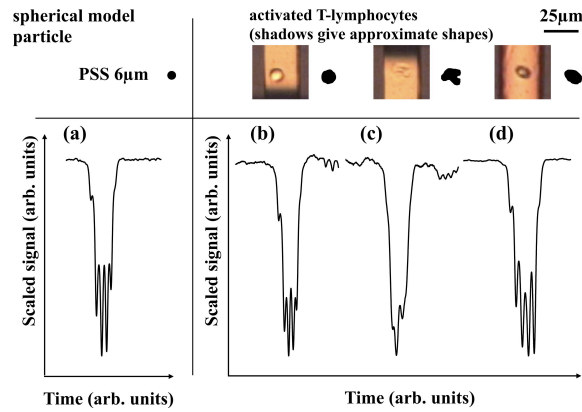 spherical model
particle
activated T-lymphocytes
(shadows give approximate shapes)
25μm
PSS 6μm
(a)
(b)
(c)
(d)
Scaled signal (arb. units)
Scaled signal (arb. units)
Time (arb. units)
Time (arb. units)